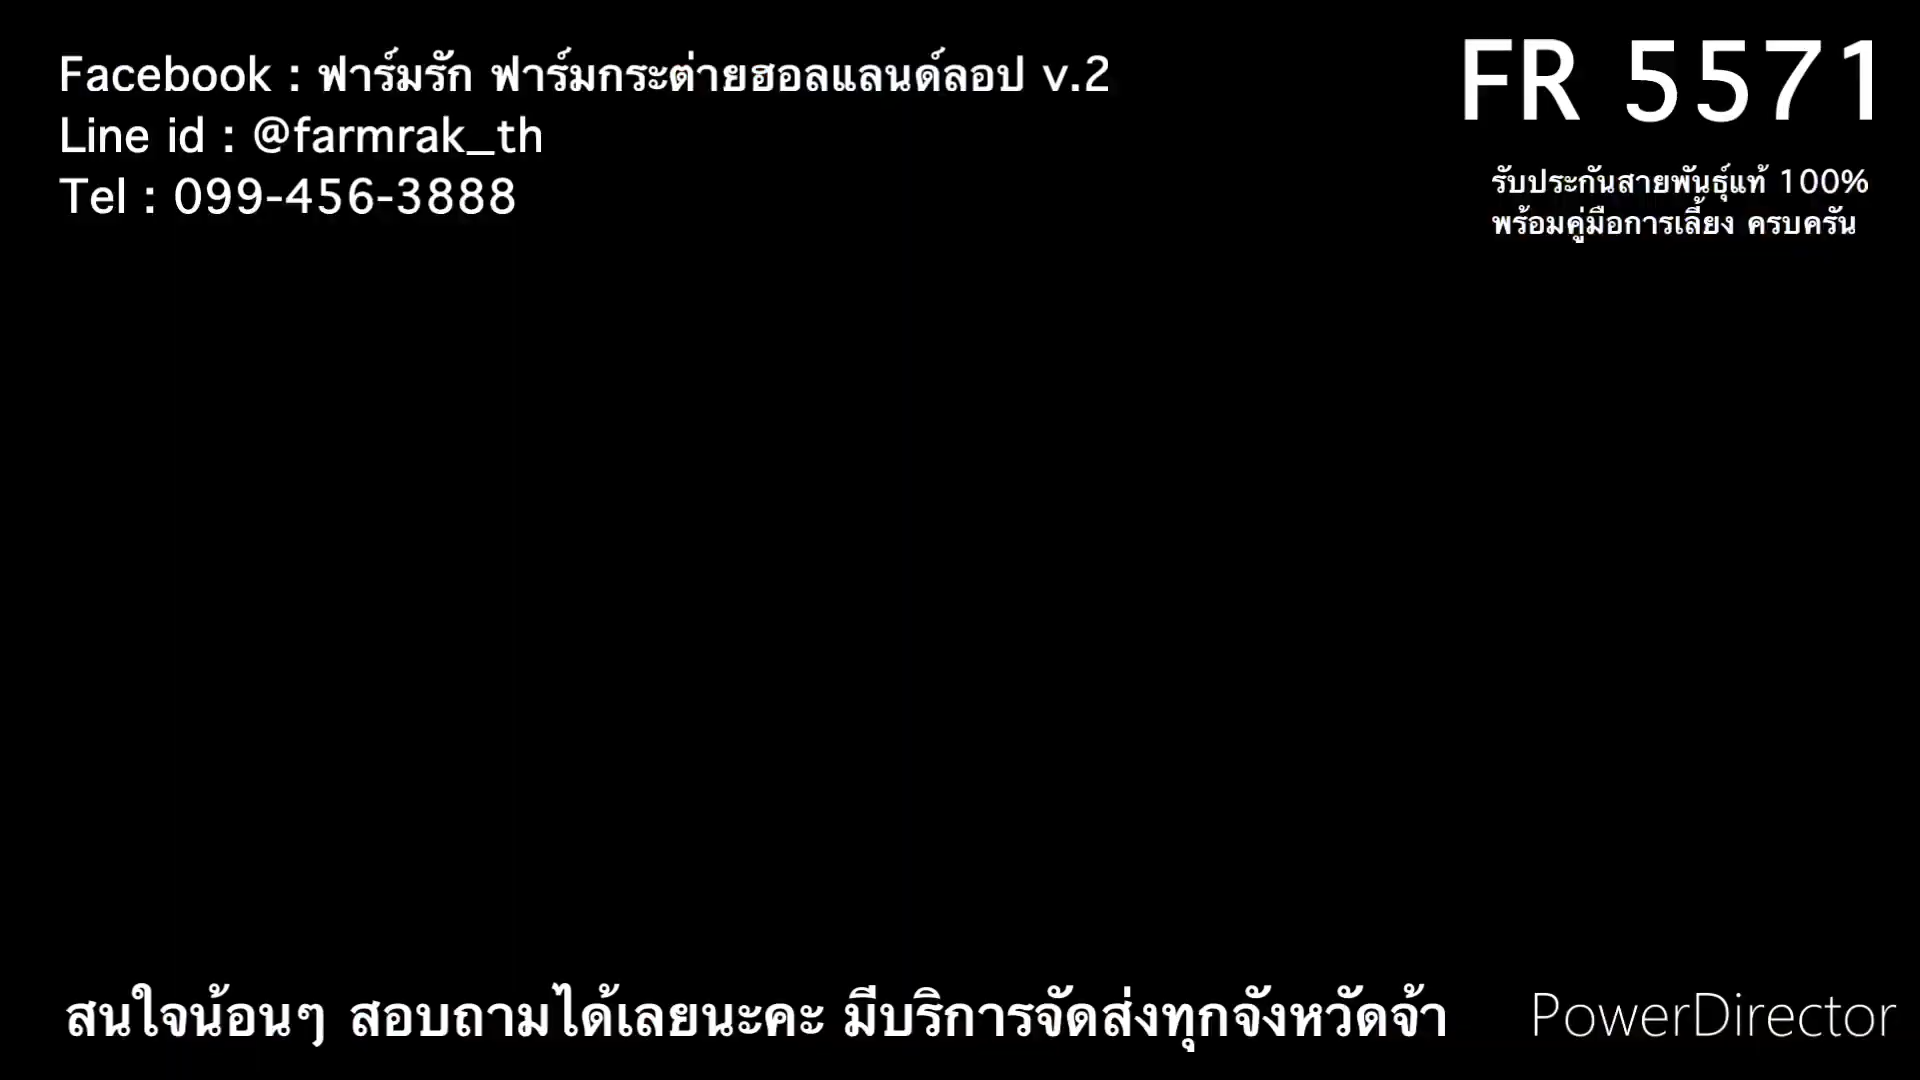 Facebook : ฟาร์มรัก ฟาร์มกระต่ายฮอลแลนด์ลอป v.2
Line id : @farmrak_th
Tel : 099-456-3888
FR 5571
รับประกันสายพันธุ์แท้ 100%
พร้อมคู่มือการเลี้ยง ครบครัน
สนใจน้อนๆ สอบถามได้เลยนะคะ มีบริการจัดส่งทุกจังหวัดจ้า
PowerDirector